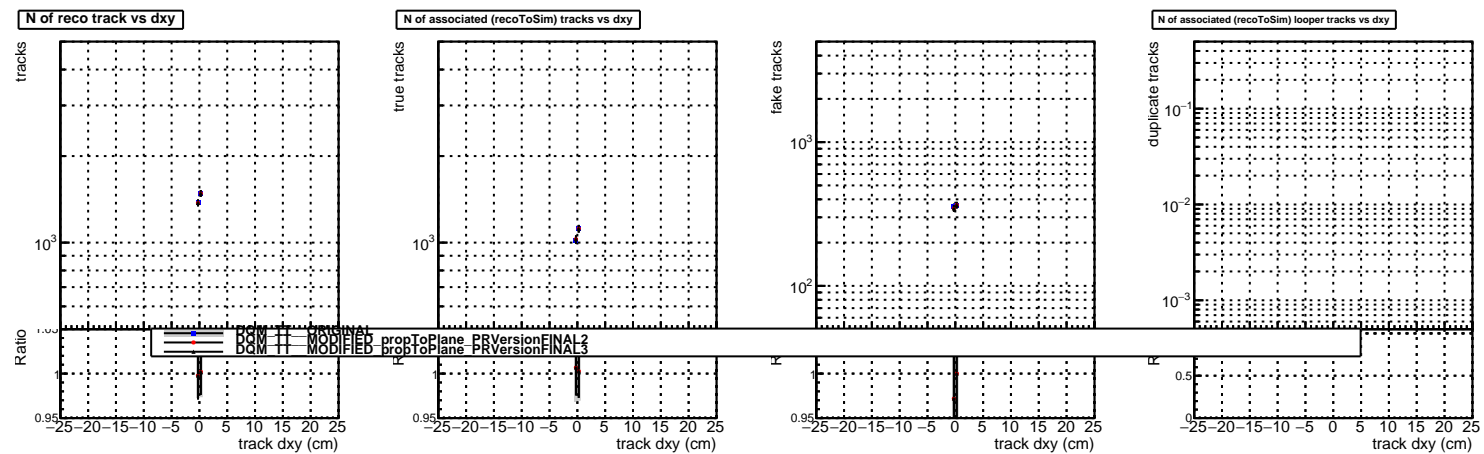 N of reco track vs dxy
tracks
10^3
Ratio
1
0.95
−25 −20 −15 −10 −5 0 5 10 15 20 25
track dxy (cm)
N of associated (recoToSim) tracks vs dxy
true tracks
10^3
1
0.95
−25 −20 −15 −10 −5 0 5 10 15 20 25
track dxy (cm)
fake tracks
10^3
10^2
1
0.95
−25 −20 −15 −10 −5 0 5 10 15 20 25
track dxy (cm)
N of associated (recoToSim) looper tracks vs dxy
duplicate tracks
10^−1
10^−2
10^−3
0.5
0
−25 −20 −15 −10 −5 0 5 10 15 20 25
track dxy (cm)
DQM_TT__ORIGINAL
DQM_TT__MODIFIED_propToPlane_PRVersionFINAL2
DQM_TT__MODIFIED_propToPlane_PRVersionFINAL3